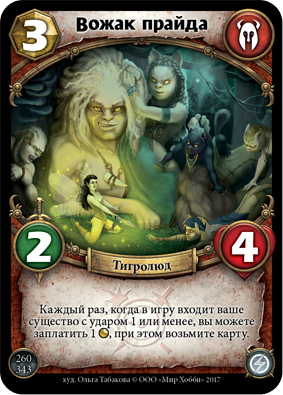 3
Вожак прайда
2
4
Тигролюд
Каждый раз, когда в игру входит ваше
существо с ударом 1 или менее, вы можете
заплатить 1 , при этом возьмите карту.
260
343
худ. Ольга Табакова © ООО «Мир Хобби» 2017